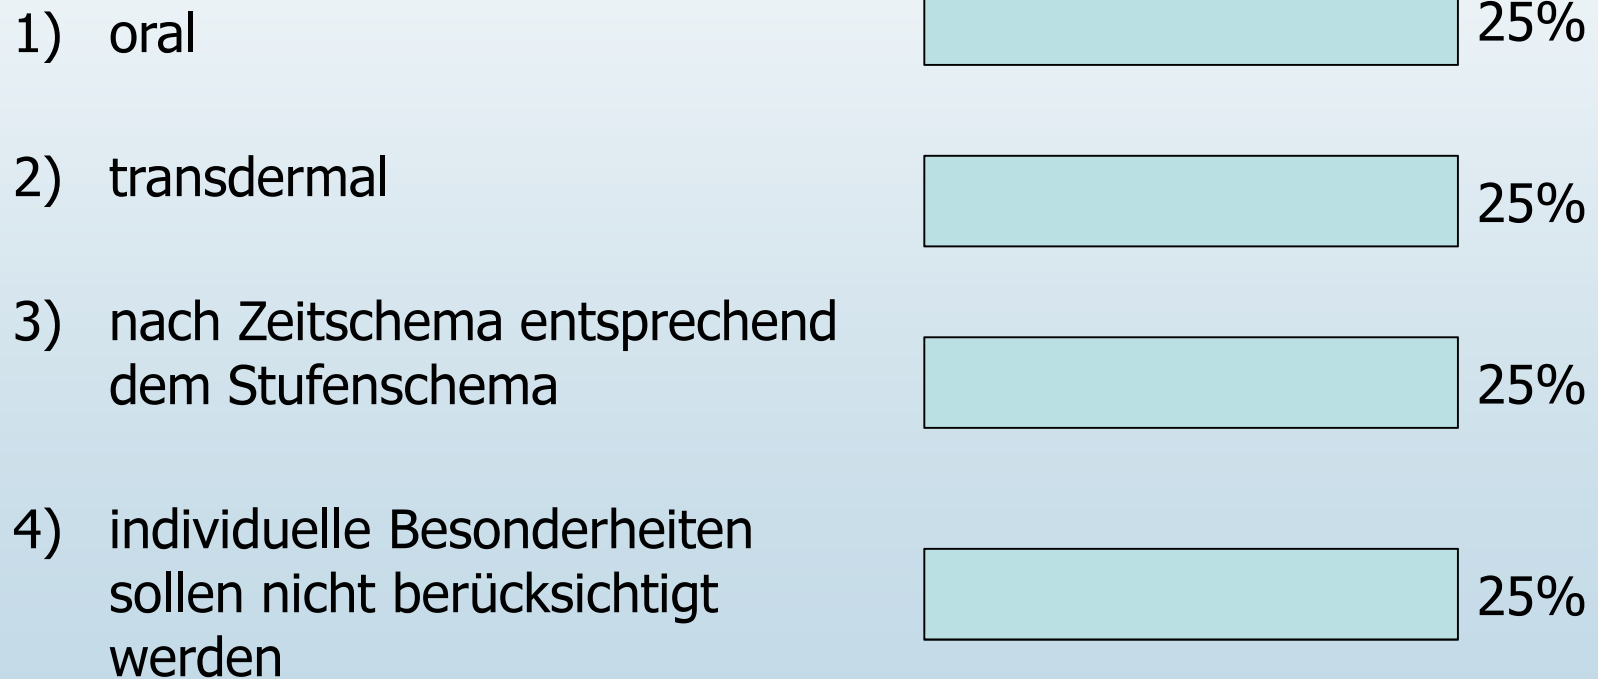 1) oral 25%
2) transdermal 25%
3) nach Zeitschema entsprechend
dem Stufenschema 25%
4) individuelle Besonderheiten
sollen nicht berücksichtigt 25%
werden